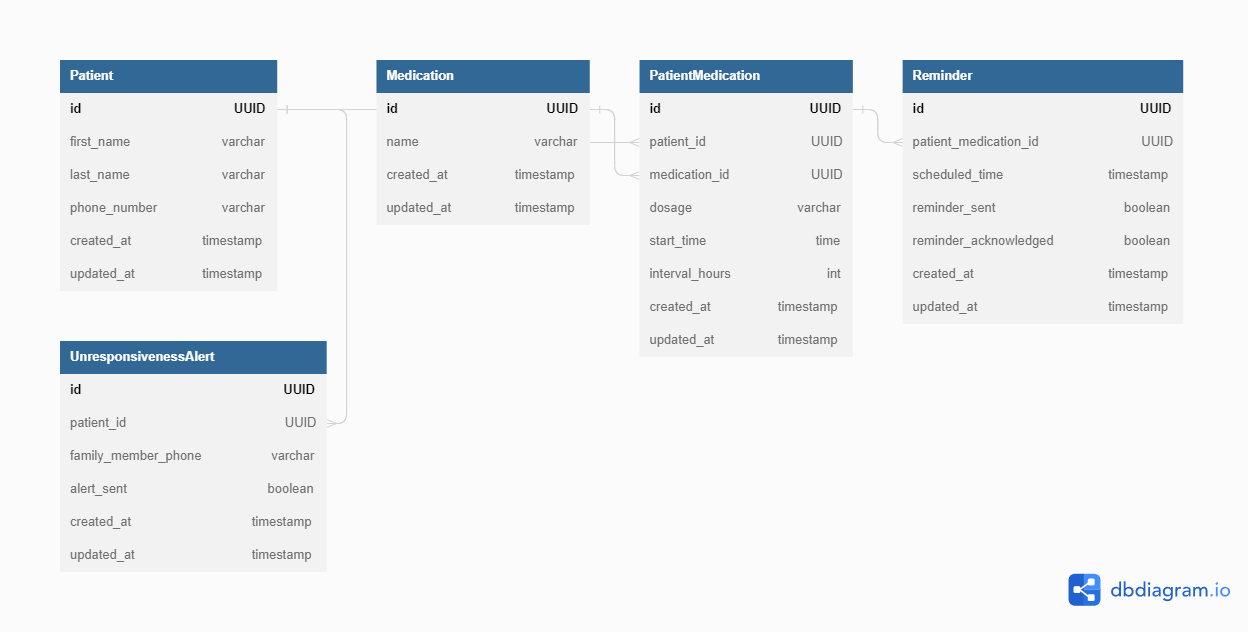 Patient
id UUID
first_name varchar
last_name varchar
phone_number varchar
created_at timestamp
updated_at timestamp
Medication
id UUID
name varchar
created_at timestamp
updated_at timestamp
PatientMedication
id UUID
patient_id UUID
medication_id UUID
dosage varchar
start_time time
interval_hours int
created_at timestamp
updated_at timestamp
Reminder
id UUID
patient_medication_id UUID
scheduled_time timestamp
reminder_sent boolean
reminder_acknowledged boolean
created_at timestamp
updated_at timestamp
UnresponsivenessAlert
id UUID
patient_id UUID
family_member_phone varchar
alert_sent boolean
created_at timestamp
updated_at timestamp
dbdiagram.io